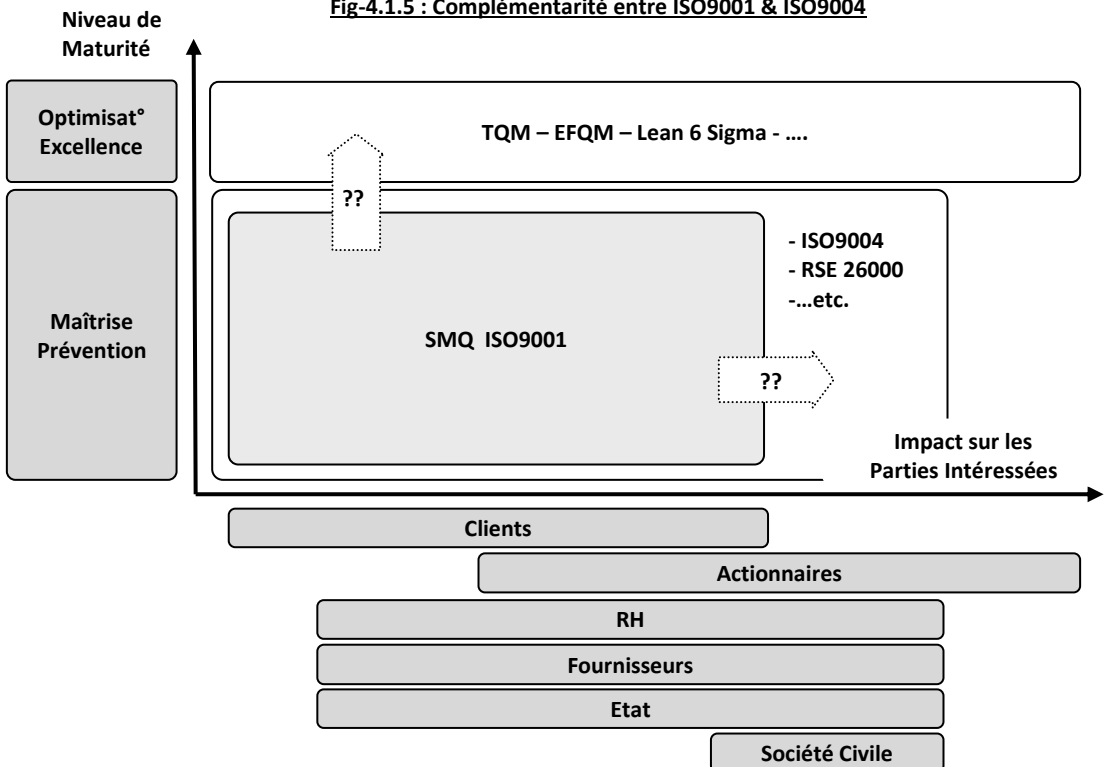 Fig-4.1.5 : Complémentarité entre ISO9001 & ISO9004
Niveau de
Maturité
Optimisat°
Excellence
TQM – EFQM – Lean 6 Sigma - ….
??
- ISO9004
- RSE 26000
-…etc.
Maîtrise
Prévention
SMQ ISO9001
??
Impact sur les
Parties Intéressées
Clients
Actionnaires
RH
Fournisseurs
Etat
Société Civile